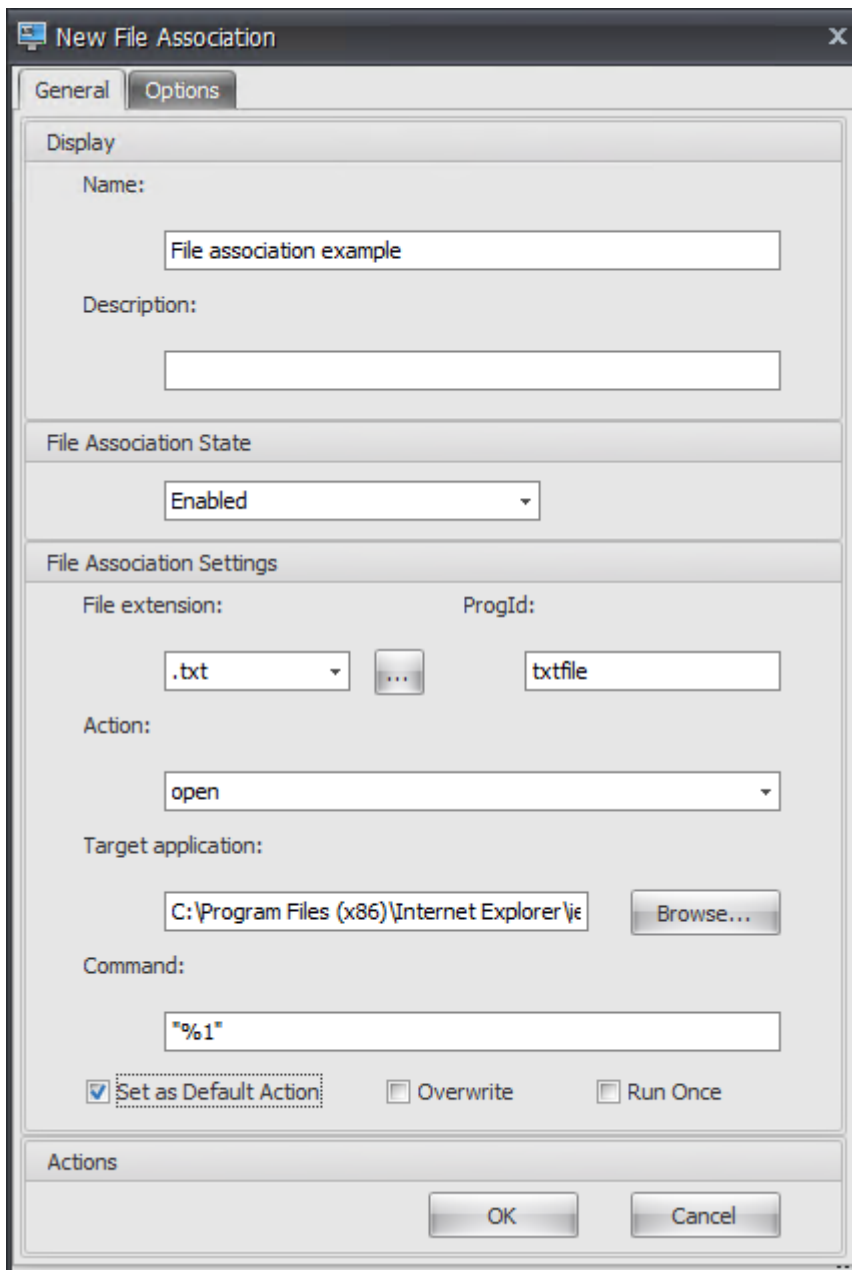 New File Association
General Options
Display
Name:
File association example
Description:
File Association State
Enabled
File Association Settings
File extension: ProgId:
.txt ... txtfile
Action:
open
Target application:
C:\Program Files (x86)\Internet Explorer\ie Browse...
Command:
"%1"
Set as Default Action Overwrite Run Once
Actions
OK Cancel